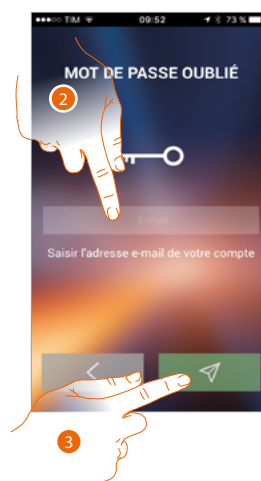 TIM 09:52 73 %
MOT DE PASSE OUBLIÉ
2
E-mail
Saisir l'adresse e-mail de votre compte
3